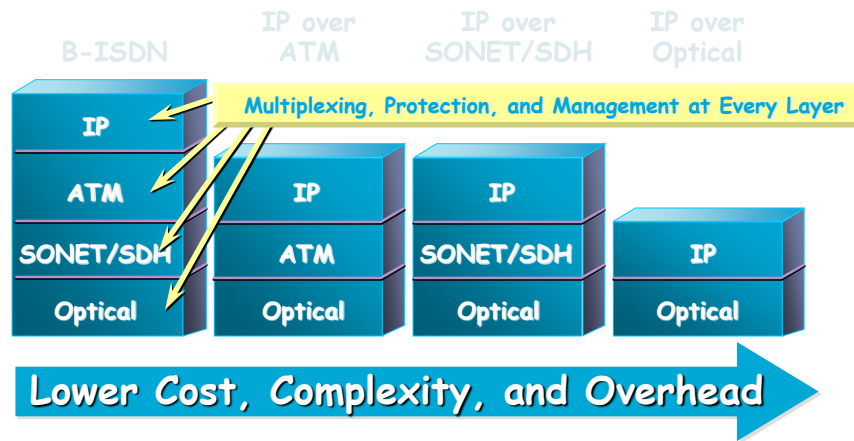 B-ISDN
IP over
ATM
IP over
SONET/SDH
IP over
Optical
Multiplexing, Protection, and Management at Every Layer
IP
ATM
SONET/SDH
Optical
IP
ATM
Optical
IP
SONET/SDH
Optical
IP
Optical
Lower Cost, Complexity, and Overhead